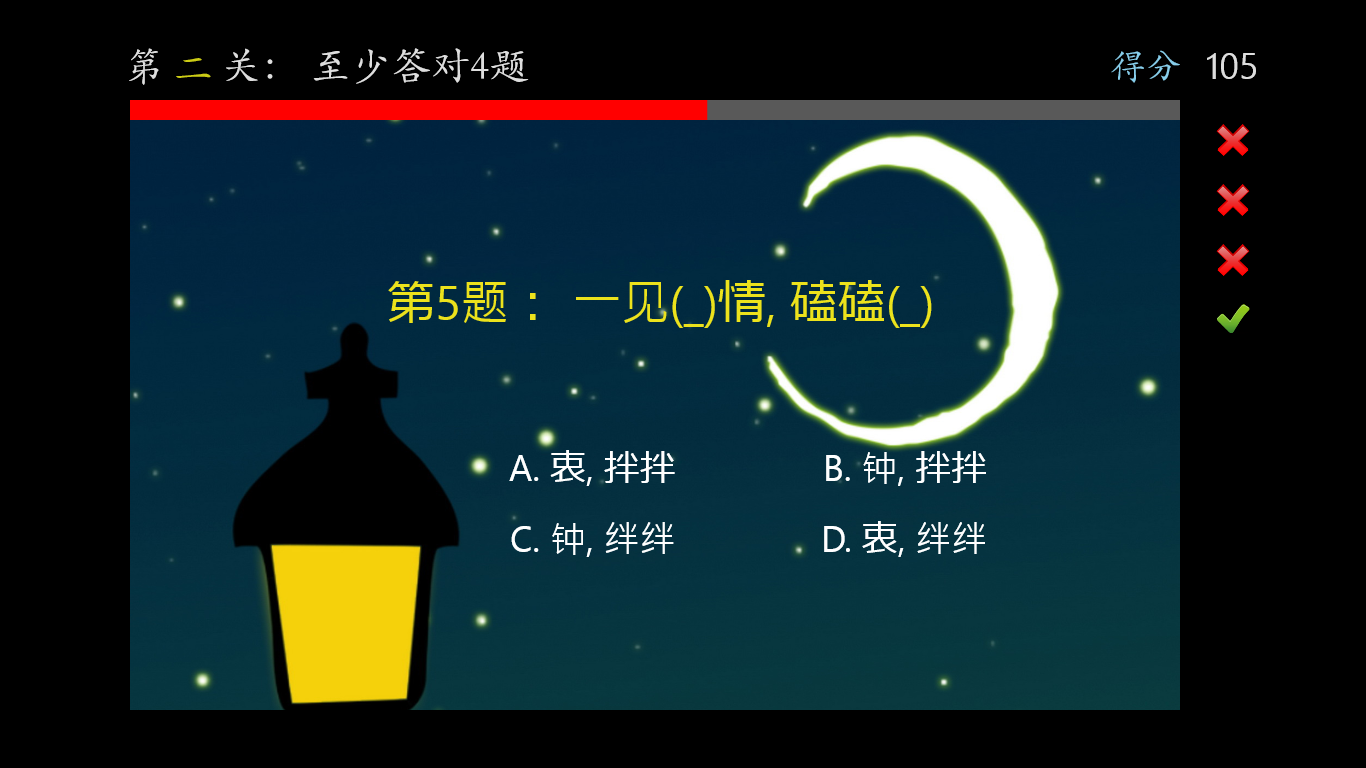 第 二 关： 至少答对4题
得分 105
第5题： 一见(_)情, 磕磕(_)
A. 衷, 拌拌 B. 钟, 拌拌
C. 钟, 绊绊 D. 衷, 绊绊